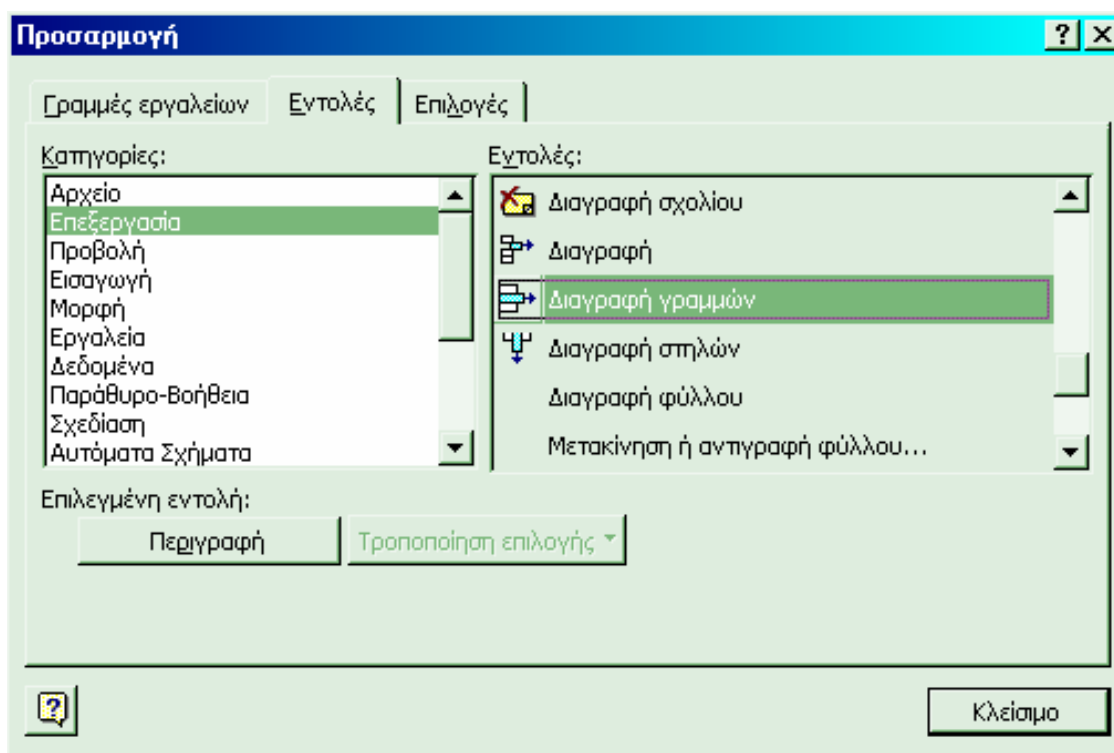 Προσαρμογή
Γραμμές εργαλείων
Εντολές
Επιλογές
Κατηγορίες:
Αρχείο
Επεξεργασία
Προβολή
Εισαγωγή
Μορφή
Εργαλεία
Δεδομένα
Παράθυρο-Βοήθεια
Σχεδίαση
Αυτόματα Σχήματα
Εντολές:
Διαγραφή σχολίου
Διαγραφή
Διαγραφή γραμμών
Διαγραφή στηλών
Διαγραφή φύλλου
Μετακίνηση ή αντιγραφή φύλλου...
Επιλεγμένη εντολή:
Περιγραφή
Τροποποίηση επιλογής
Κλείσιμο